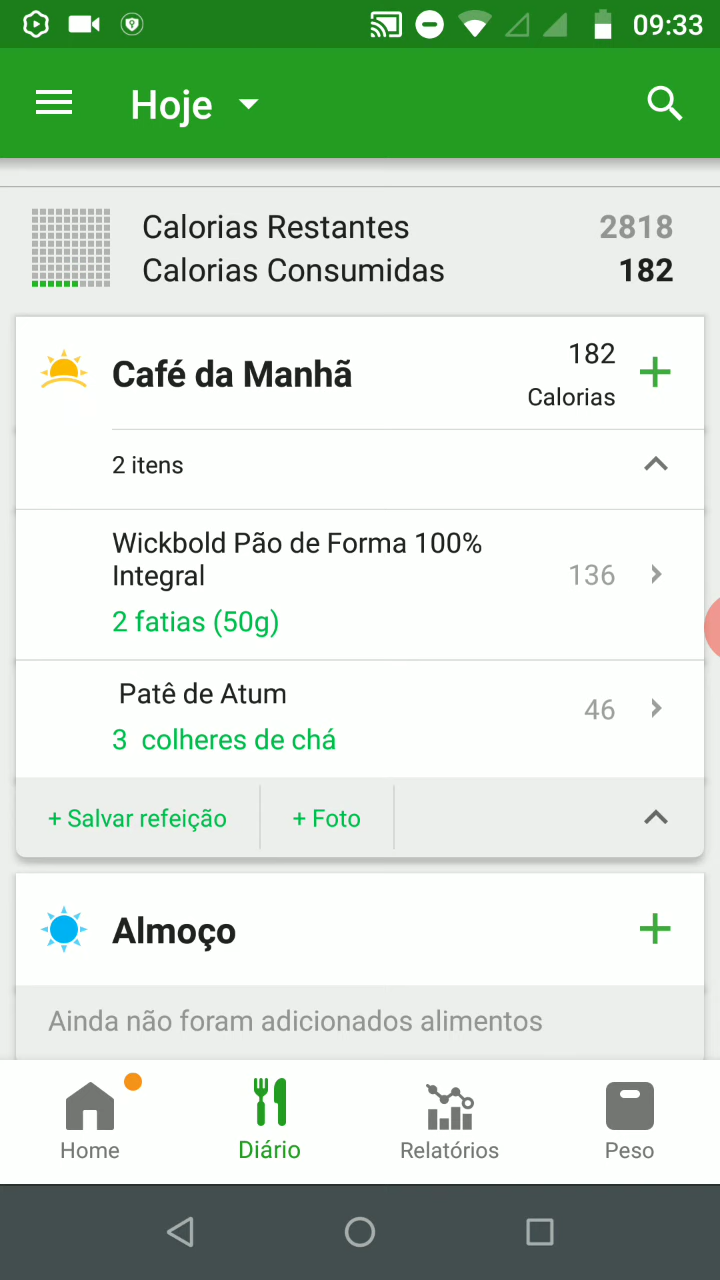 09:33
Hoje
Calorias Restantes 2818
Calorias Consumidas 182
Café da Manhã 182
Calorias
2 itens
Wickbold Pão de Forma 100%
Integral 136
2 fatias (50g)
Patê de Atum 46
3 colheres de chá
+ Salvar refeição + Foto
Almoço
Ainda não foram adicionados alimentos
Home Diário Relatórios Peso